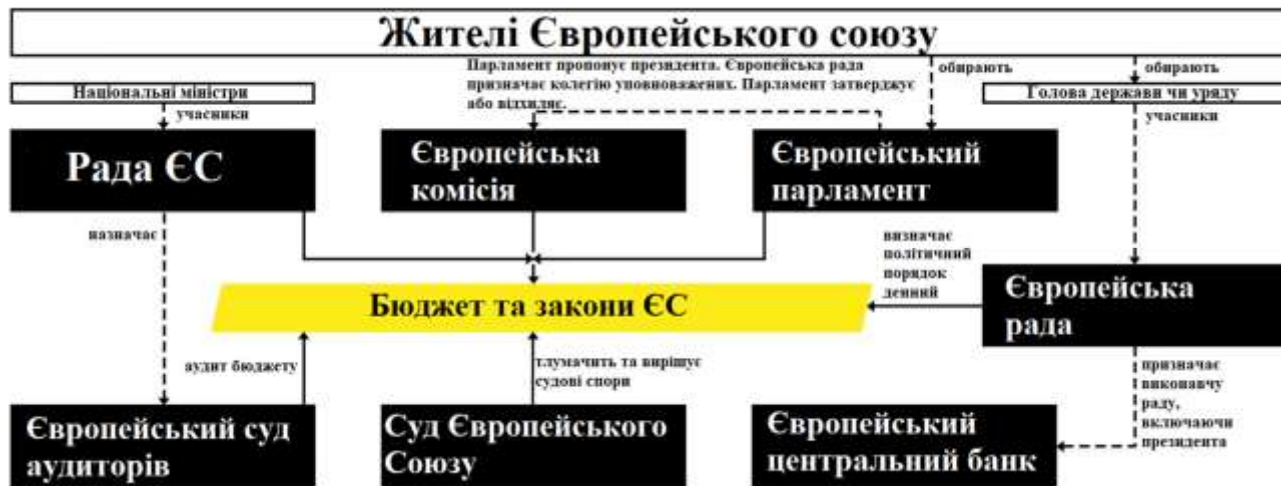 Жителі Європейського союзу
Парламент пропонує президента. Європейська рада
призначає колегію уповноважених. Парламент затверджує
або відхиляє.
обирають
обирають
Національні міністри
Голова держави чи уряду
учасники
учасники
Рада ЄС
Європейська
комісія
Європейський
парламент
назначає
визначає
політичний
порядок
денний
Європейська
рада
Бюджет та закони ЄС
аудит бюджету
тлумачить та вирішує
судові спори
призначає
виконавчу
раду,
включаючи
президента
Європейський суд
аудиторів
Суд Європейського
Союзу
Європейський
центральний банк